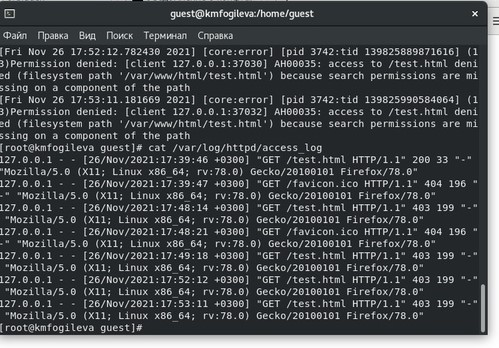 guest@kmfogileva:/home/guest
Файл Правка Вид Поиск Терминал Справка
[Fri Nov 26 17:52:12.782430 2021] [core:error] [pid 3742:tid 139825889871616] (1
3)Permission denied: [client 127.0.0.1:37030] AH00035: access to /test.html deni
ed (filesystem path '/var/www/html/test.html') because search permissions are mi
ssing on a component of the path
[Fri Nov 26 17:53:11.181669 2021] [core:error] [pid 3742:tid 139825990584064] (1
3)Permission denied: [client 127.0.0.1:37032] AH00035: access to /test.html deni
ed (filesystem path '/var/www/html/test.html') because search permissions are mi
ssing on a component of the path
[root@kmfogileva guest]# cat /var/log/httpd/access_log
127.0.0.1 - - [26/Nov/2021:17:39:46 +0300] "GET /test.html HTTP/1.1" 200 33 "-"
"Mozilla/5.0 (X11; Linux x86_64; rv:78.0) Gecko/20100101 Firefox/78.0"
127.0.0.1 - - [26/Nov/2021:17:39:47 +0300] "GET /favicon.ico HTTP/1.1" 404 196 "
-" "Mozilla/5.0 (X11; Linux x86_64; rv:78.0) Gecko/20100101 Firefox/78.0"
127.0.0.1 - - [26/Nov/2021:17:48:14 +0300] "GET /test.html HTTP/1.1" 403 199 "-"
"Mozilla/5.0 (X11; Linux x86_64; rv:78.0) Gecko/20100101 Firefox/78.0"
127.0.0.1 - - [26/Nov/2021:17:48:21 +0300] "GET /favicon.ico HTTP/1.1" 404 196 "
-" "Mozilla/5.0 (X11; Linux x86_64; rv:78.0) Gecko/20100101 Firefox/78.0"
127.0.0.1 - - [26/Nov/2021:17:49:18 +0300] "GET /test.html HTTP/1.1" 403 199 "-"
"Mozilla/5.0 (X11; Linux x86_64; rv:78.0) Gecko/20100101 Firefox/78.0"
127.0.0.1 - - [26/Nov/2021:17:52:12 +0300] "GET /test.html HTTP/1.1" 403 199 "-"
"Mozilla/5.0 (X11; Linux x86_64; rv:78.0) Gecko/20100101 Firefox/78.0"
127.0.0.1 - - [26/Nov/2021:17:53:11 +0300] "GET /test.html HTTP/1.1" 403 199 "-"
"Mozilla/5.0 (X11; Linux x86_64; rv:78.0) Gecko/20100101 Firefox/78.0"
[root@kmfogileva guest]#